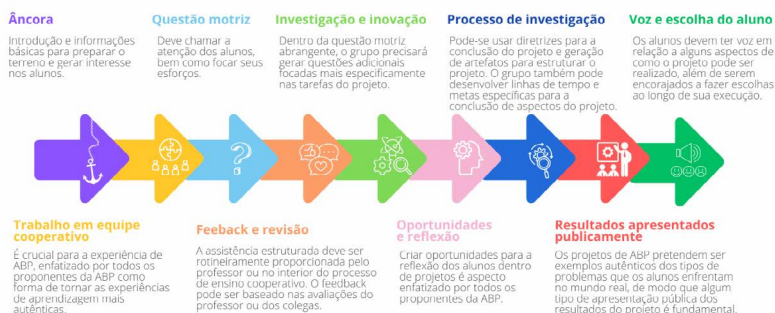 Âncora
Introdução e informações
básicas para preparar o
terreno e gerar interesse
nos alunos.
Questão motriz
Deve chamar a
atenção dos alunos,
bem como focar seus
esforços.
Investigação e inovação
Dentro da questão motriz
abrangente, o grupo precisará
gerar questões adicionais
focadas mais especificamente
nas tarefas do projeto.
Processo de investigação
Pode-se usar diretrizes para a
conclusão do projeto e geração
de artefatos para estruturar o
projeto. O grupo também pode
desenvolver linhas de tempo e
metas específicas para a
conclusão de aspectos do projeto.
Voz e escolha do aluno
Os alunos devem ter voz em
relação a alguns aspectos de
como o projeto pode ser
realizado, além de serem
encorajados a fazer escolhas
ao longo de sua execução.
Trabalho em equipe
cooperativo
É crucial para a experiência de
ABP, enfatizado por todos os
proponentes da ABP como
forma de tornar as experiências
de aprendizagem mais
autênticas.
Feeback e revisão
A assistência estruturada deve ser
rotineiramente proporcionada pelo
professor ou no interior do processo
de ensino cooperativo. O feedback
pode ser baseado nas avaliações do
professor ou dos colegas.
Oportunidades
e reflexão
Criar oportunidades para a
reflexão dos alunos dentro
de projetos é aspecto
enfatizado por todos os
proponentes da ABP.
Resultados apresentados
publicamente
Os projetos de ABP pretendem ser
exemplos autênticos dos tipos de
problemas que os alunos enfrentam
no mundo real, de modo que algum
tipo de apresentação pública dos
resultados do projeto é fundamental.